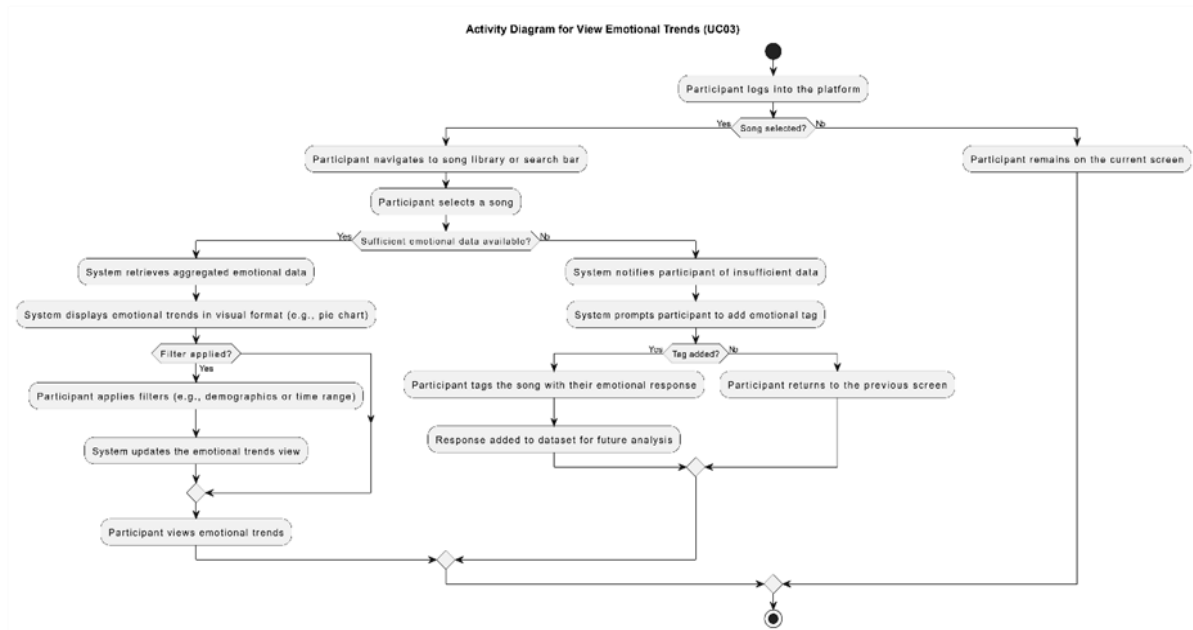 Activity Diagram for View Emotional Trends (UC03)
Participant logs into the platform
Yes
Song selected?
No
Participant navigates to song library or search bar
Participant remains on the current screen
Participant selects a song
Yes
Sufficient emotional data available?
No
System retrieves aggregated emotional data
System notifies participant of insufficient data
System displays emotional trends in visual format (e.g., pie chart)
System prompts participant to add emotional tag
Filter applied?
Yes
Yes
Tag added?
No
Participant applies filters (e.g., demographics or time range)
Participant tags the song with their emotional response
Participant returns to the previous screen
System updates the emotional trends view
Response added to dataset for future analysis
Participant views emotional trends